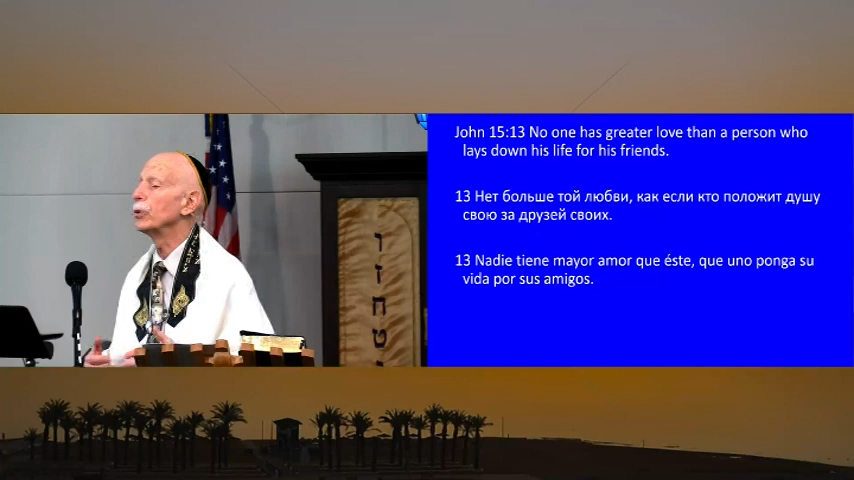 John 15:13 No one has greater love than a person who
lays down his life for his friends.
13 Нет больше той любви, как если кто положит душу
свою за друзей своих.
13 Nadie tiene mayor amor que éste, que uno ponga su
vida por sus amigos.